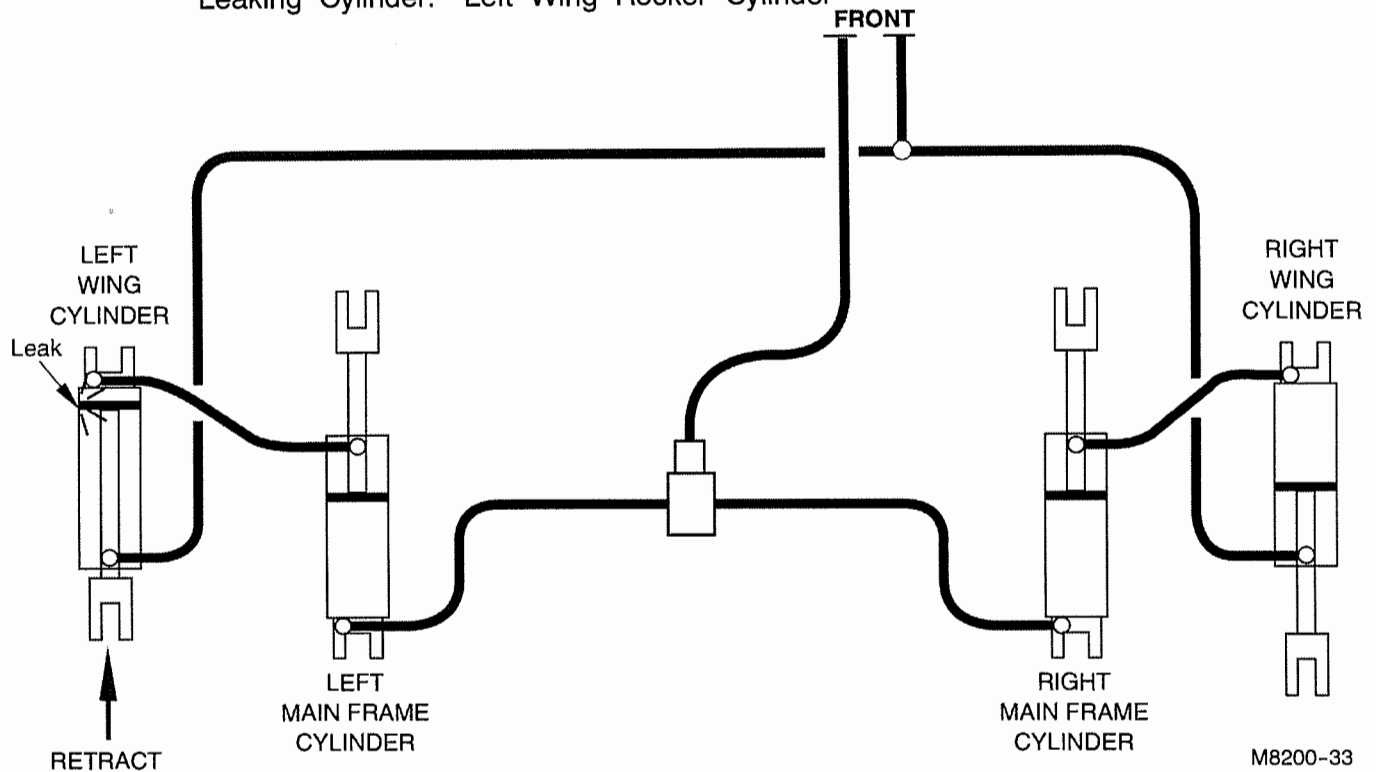 Leaking Cylinder: Left Wing Rocker Cylinder
FRONT
LEFT
WING
CYLINDER
Leak
RIGHT
WING
CYLINDER
LEFT
MAIN FRAME
CYLINDER
RIGHT
MAIN FRAME
CYLINDER
RETRACT
M8200-33